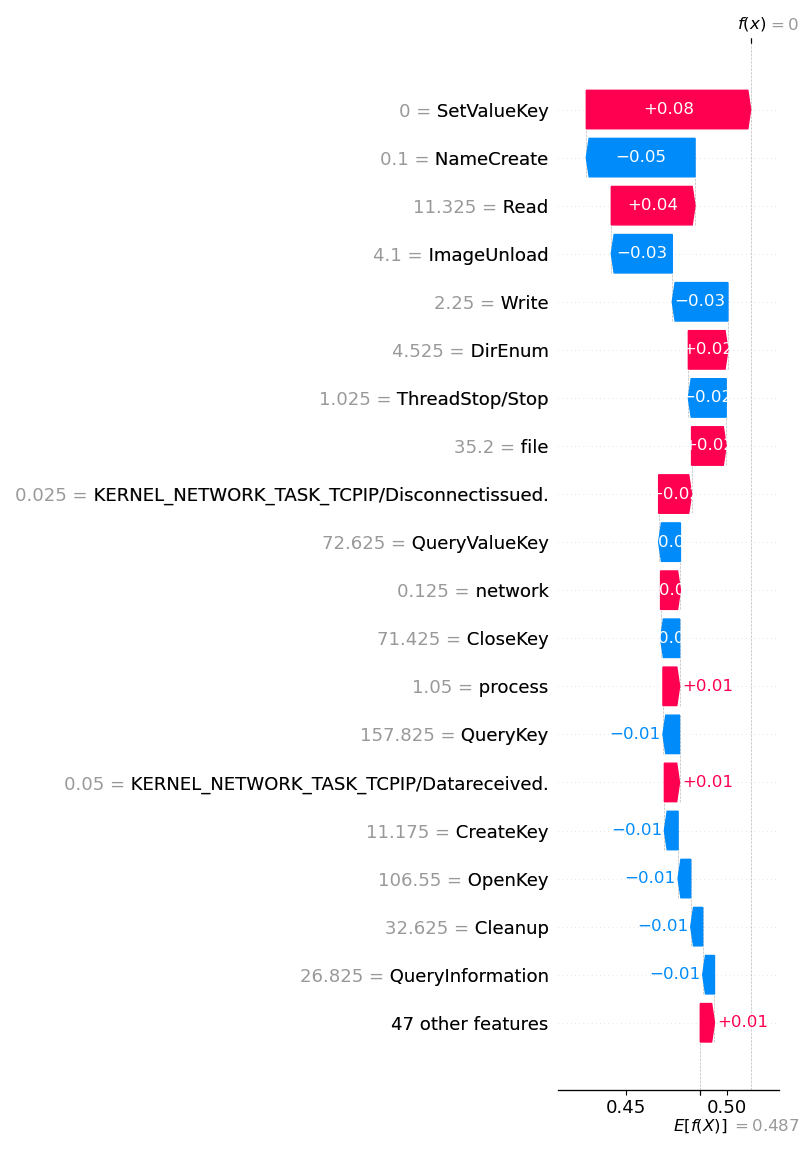 f(x) = 0
0 = SetValueKey
+0.08
0.1 = NameCreate
−0.05
11.325 = Read
+0.04
4.1 = ImageUnload
−0.03
2.25 = Write
−0.03
4.525 = DirEnum
+0.02
1.025 = ThreadStop/Stop
−0.02
35.2 = file
0.025 = KERNEL_NETWORK_TASK_TCPIP/Disconnectissued.
72.625 = QueryValueKey
0.125 = network
71.425 = CloseKey
1.05 = process
+0.01
157.825 = QueryKey
−0.01
0.05 = KERNEL_NETWORK_TASK_TCPIP/Datareceived.
+0.01
11.175 = CreateKey
−0.01
106.55 = OpenKey
−0.01
32.625 = Cleanup
−0.01
26.825 = QueryInformation
−0.01
47 other features
+0.01
0.45
0.50
E[f(X)] = 0.487